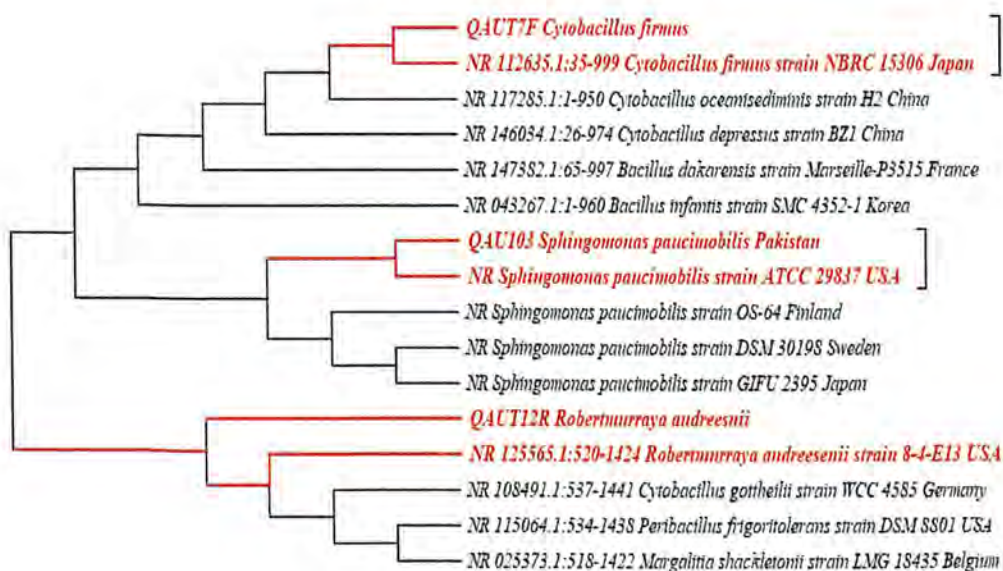 QAUT7F Cytobacillus firmus
NR 112635.1:35-999 Cytobacillus firmus strain NBRC 15306 Japan
NR 117285.1:1-950 Cytobacillus oceanisediminis strain H2 China
NR 146034.1:26-974 Cytobacillus depressus strain BZ1 China
NR 147382.1:65-997 Bacillus dakarensis strain Marseille-P3515 France
NR 043267.1:1-960 Bacillus infantis strain SMC 4352-1 Korea
QAU103 Sphingomonas paucimobilis Pakistan
NR Sphingomonas paucimobilis strain ATCC 29837 USA
NR Sphingomonas paucimobilis strain OS-64 Finland
NR Sphingomonas paucimobilis strain DSM 30198 Sweden
NR Sphingomonas paucimobilis strain GIFU 2395 Japan
QAUT12R Robertmurraya andreesnii
NR 125565.1:520-1424 Robertmurraya andreesenii strain 8-4-E13 USA
NR 108491.1:537-1441 Cytobacillus gottheilii strain WCC 4585 Germany
NR 115064.1:534-1438 Peribacillus frigoritolerans strain DSM 8801 USA
NR 025373.1:518-1422 Margalitia shackletonii strain LMG 18435 Belgium